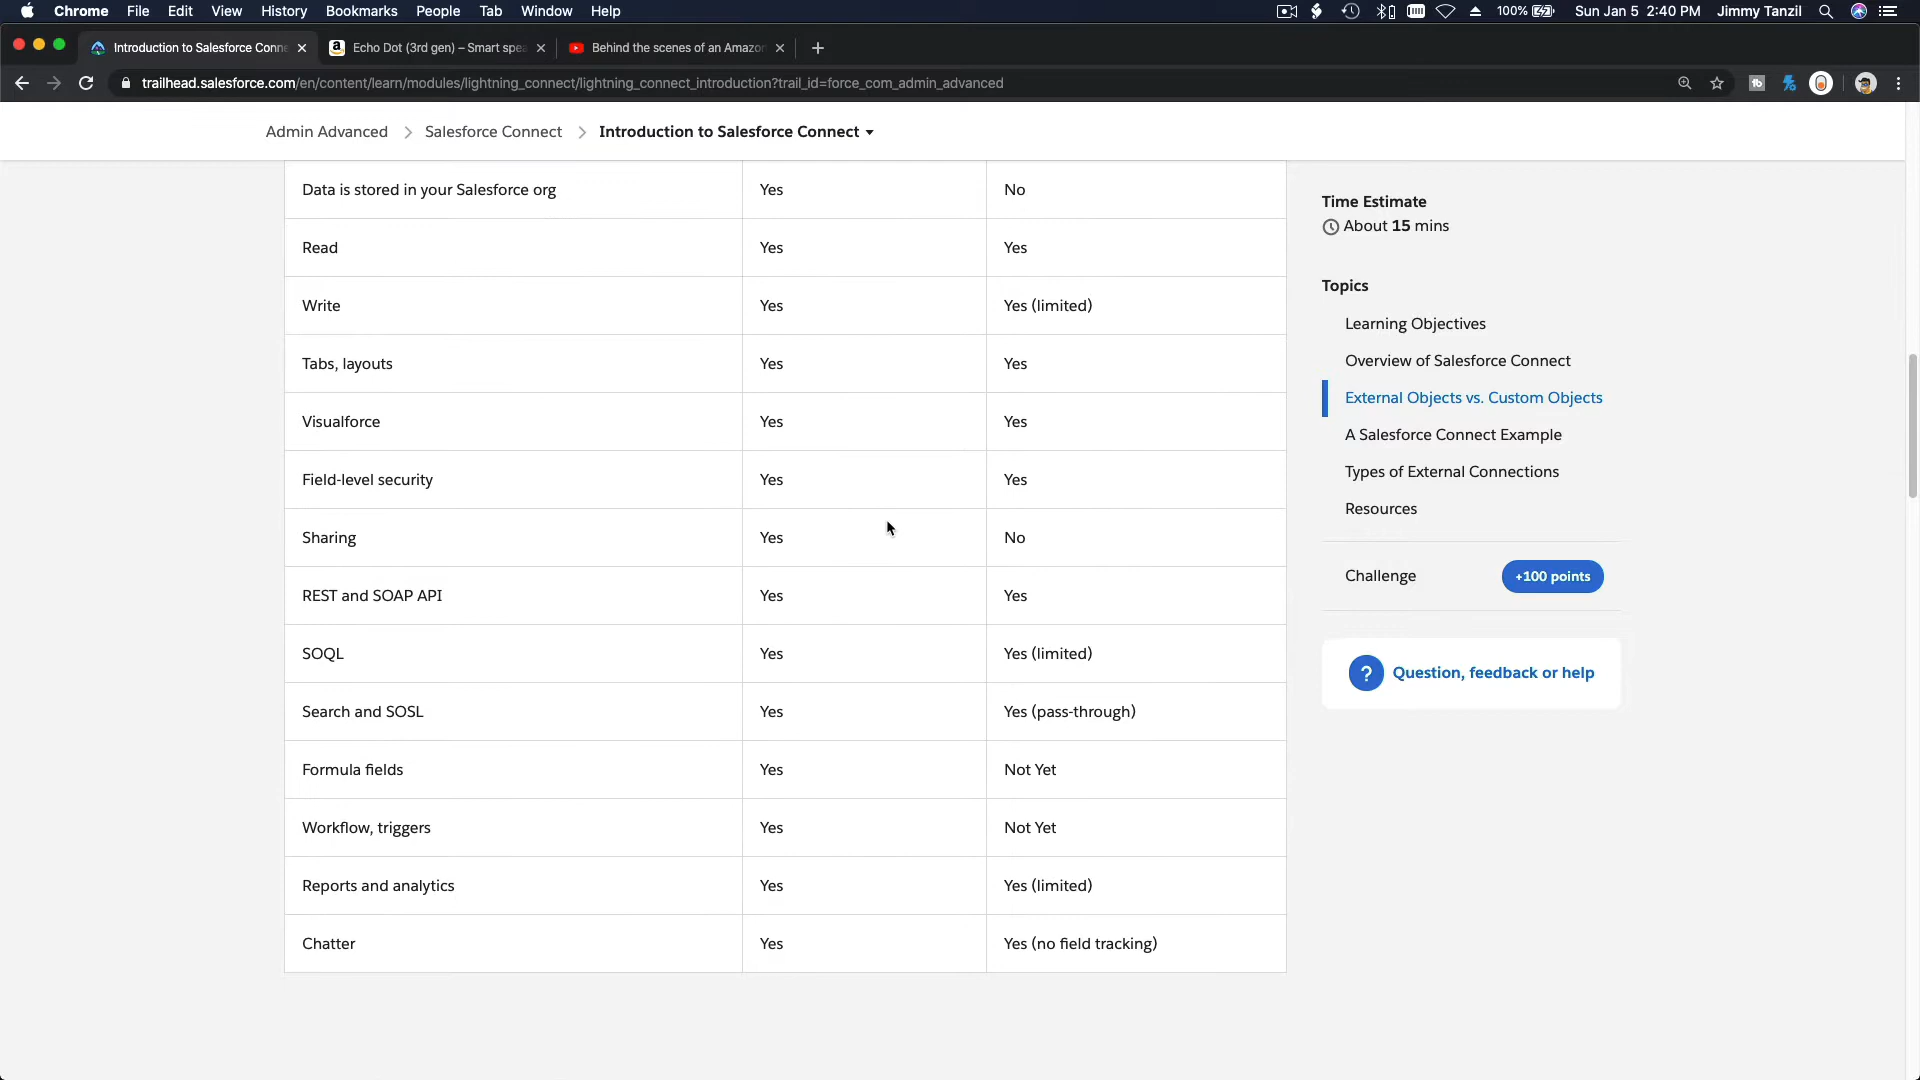 Chrome File Edit View History Bookmarks People Tab Window Help 100% Sun Jan 5 2:40 PM Jimmy Tanzil
Introduction to Salesforce Conne
Echo Dot (3rd gen) – Smart spea
Behind the scenes of an Amazon
trailhead.salesforce.com/en/content/learn/modules/lightning_connect/lightning_connect_introduction?trail_id=force_com_admin_advanced
Admin Advanced Salesforce Connect Introduction to Salesforce Connect
Data is stored in your Salesforce org Yes No
Read Yes Yes
Write Yes Yes (limited)
Tabs, layouts Yes Yes
Visualforce Yes Yes
Field-level security Yes Yes
Sharing Yes No
REST and SOAP API Yes Yes
SOQL Yes Yes (limited)
Search and SOSL Yes Yes (pass-through)
Formula fields Yes Not Yet
Workflow, triggers Yes Not Yet
Reports and analytics Yes Yes (limited)
Chatter Yes Yes (no field tracking)
Time Estimate
About 15 mins
Topics
Learning Objectives
Overview of Salesforce Connect
External Objects vs. Custom Objects
A Salesforce Connect Example
Types of External Connections
Resources
Challenge +100 points
? Question, feedback or help